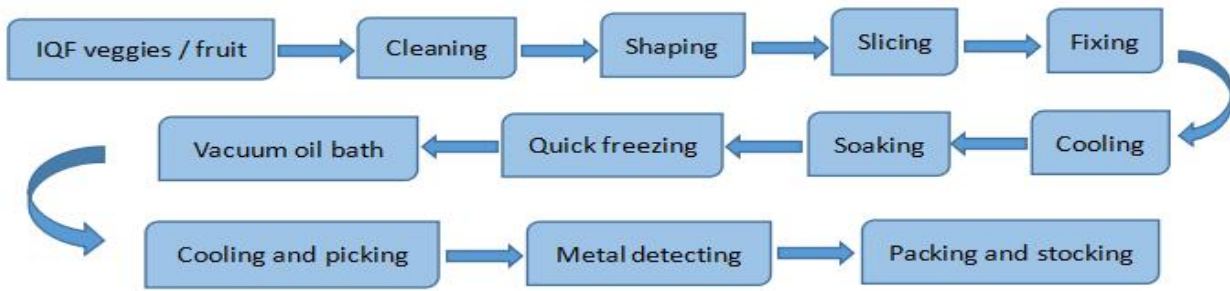 IQF veggies / fruit
Cleaning
Shaping
Slicing
Fixing
Cooling
Soaking
Quick freezing
Vacuum oil bath
Cooling and picking
Metal detecting
Packing and stocking